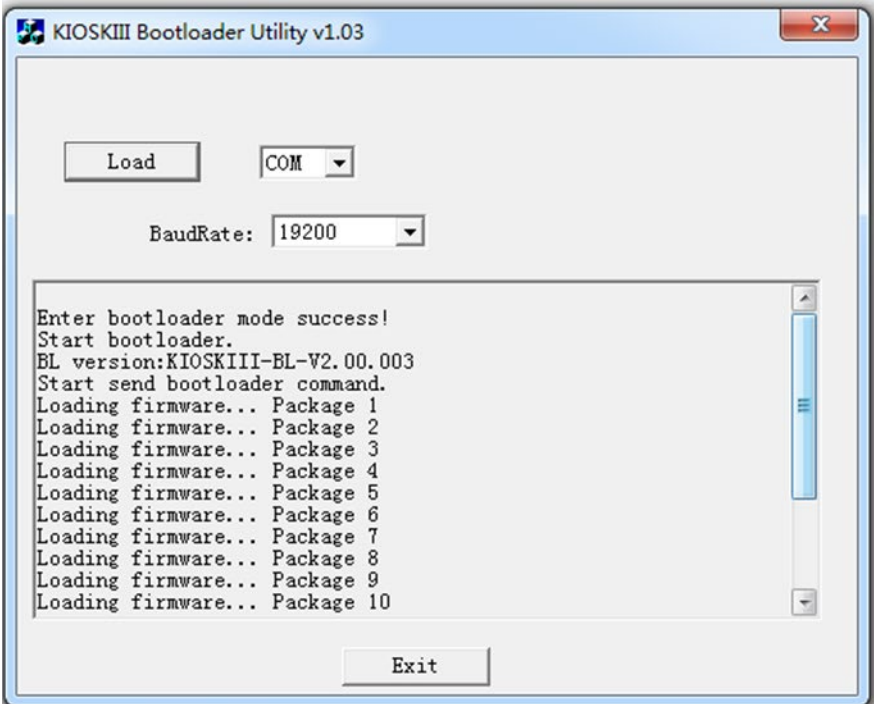 KIOSKIII Bootloader Utility v1.03
Load
COM
BaudRate:
19200
Enter bootloader mode success!
Start bootloader.
BL version:KIOSKIII-BL-V2.00.003
Start send bootloader command.
Loading firmware... Package 1
Loading firmware... Package 2
Loading firmware... Package 3
Loading firmware... Package 4
Loading firmware... Package 5
Loading firmware... Package 6
Loading firmware... Package 7
Loading firmware... Package 8
Loading firmware... Package 9
Loading firmware... Package 10
Exit